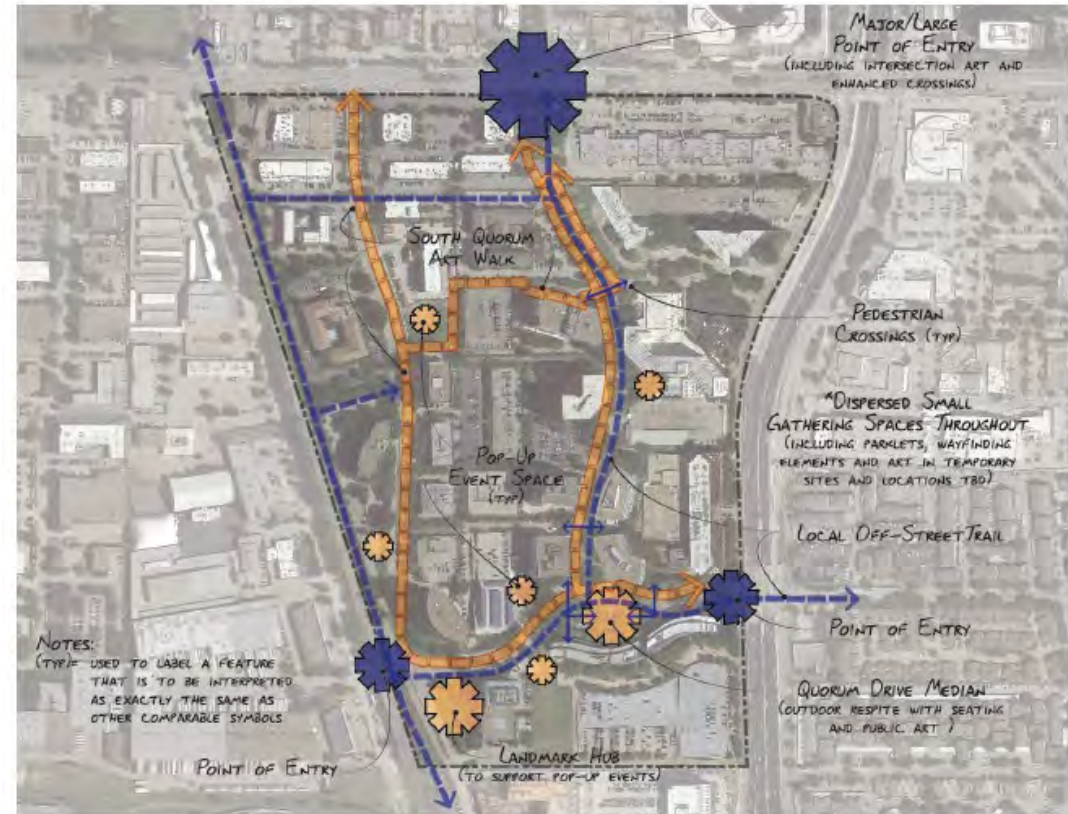 MAJOR/LARGE
POINT OF ENTRY
(INCLUDING INTERSECTION ART AND
ENHANCED CROSSINGS)
SOUTH QUORUM
ART WALK
PEDESTRIAN
CROSSINGS (TYP)
*DISPERSED SMALL
GATHERING SPACES THROUGHOUT
(INCLUDING PARKLETS, WAYFINDING
ELEMENTS AND ART IN TEMPORARY
SITES AND LOCATIONS TBD)
POP-UP
EVENT SPACE
(TYP)
LOCAL OFF-STREET TRAIL
POINT OF ENTRY
NOTES:
(TYP)= USED TO LABEL A FEATURE
THAT IS TO BE INTERPRETED
AS EXACTLY THE SAME AS
OTHER COMPARABLE SYMBOLS
QUORUM DRIVE MEDIAN
(OUTDOOR RESPITE WITH SEATING
AND PUBLIC ART )
POINT OF ENTRY
LANDMARK HUB
(TO SUPPORT POP-UP EVENTS)